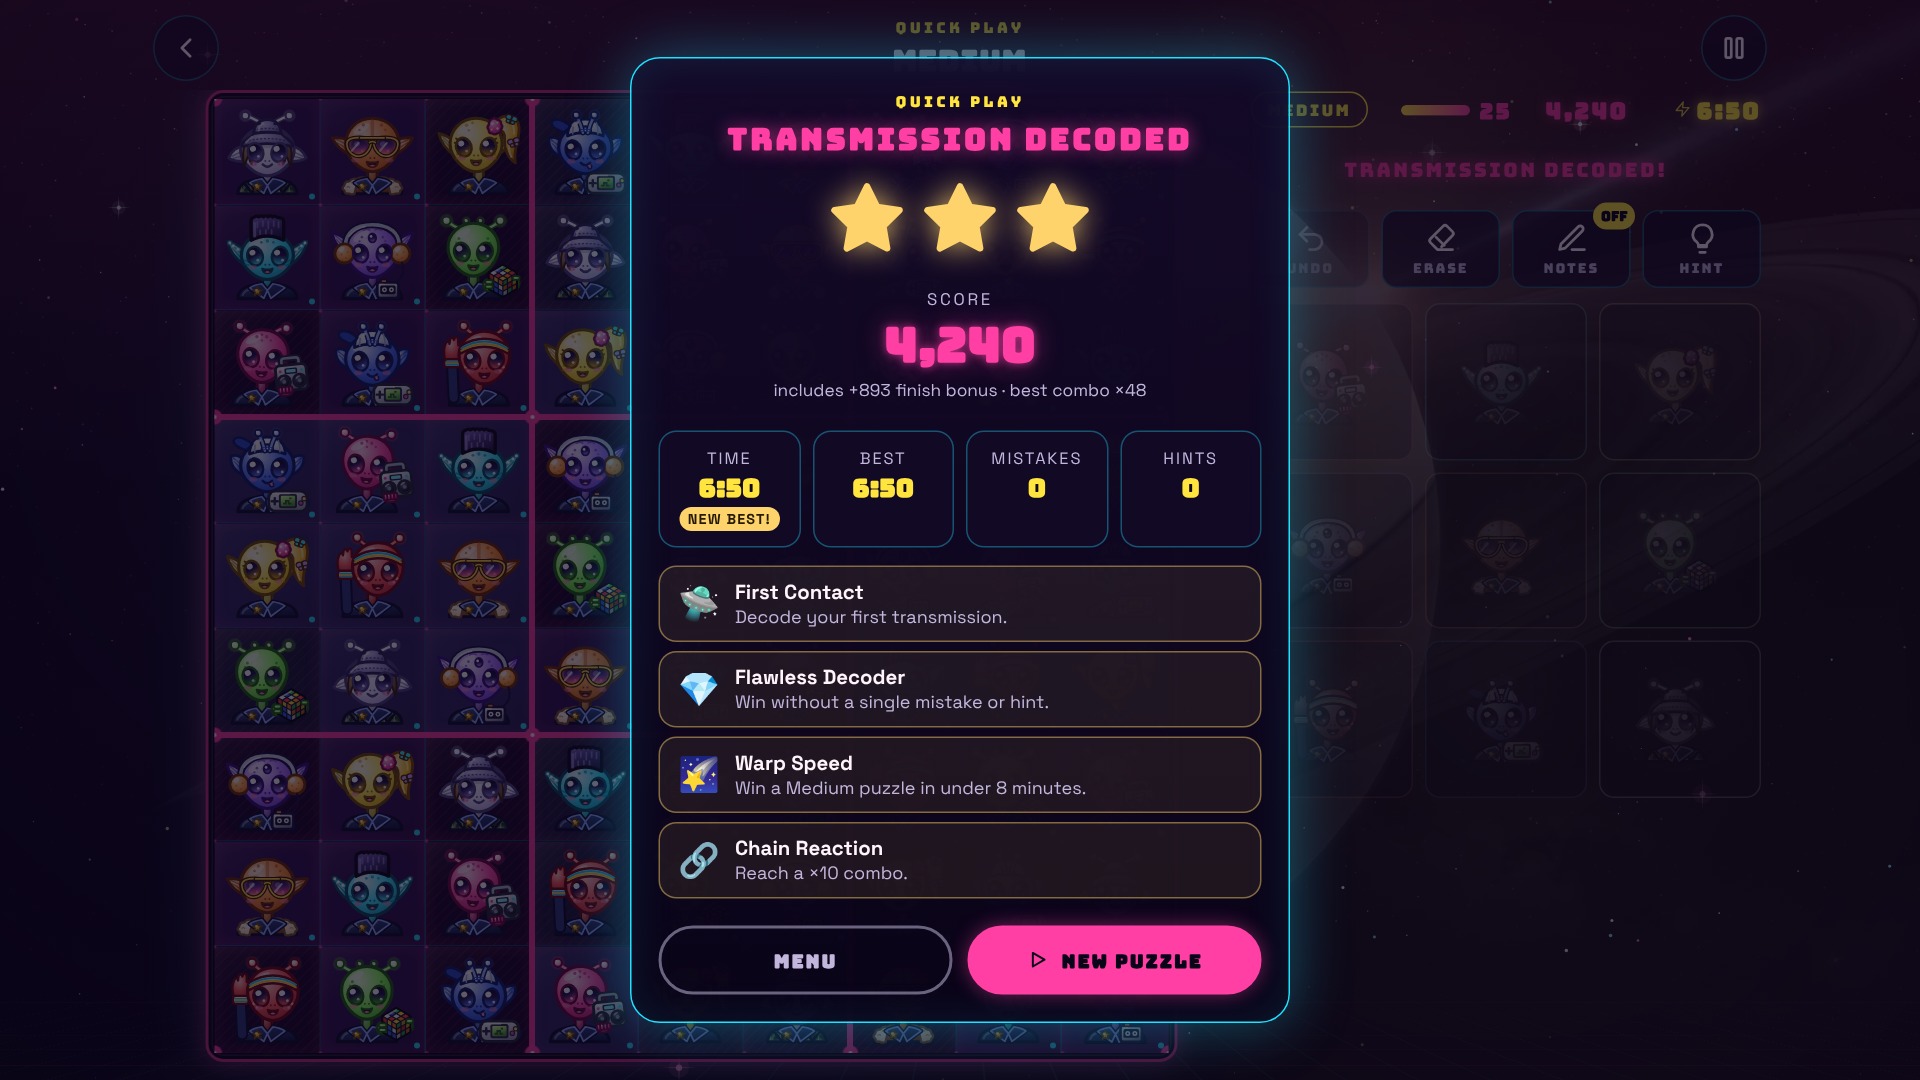 QUICK PLAY
MEDIUM
QUICK PLAY
TRANSMISSION DECODED
SCORE
4,240
includes +893 finish bonus · best combo ×48
TIME
6:50
NEW BEST!
BEST
6:50
MISTAKES
0
HINTS
0
First Contact
Decode your first transmission.
Flawless Decoder
Win without a single mistake or hint.
Warp Speed
Win a Medium puzzle in under 8 minutes.
Chain Reaction
Reach a ×10 combo.
MENU
NEW PUZZLE
EDIUM
25
4,240
6:50
TRANSMISSION DECODED!
NDO
ERASE
OFF
NOTES
HINT